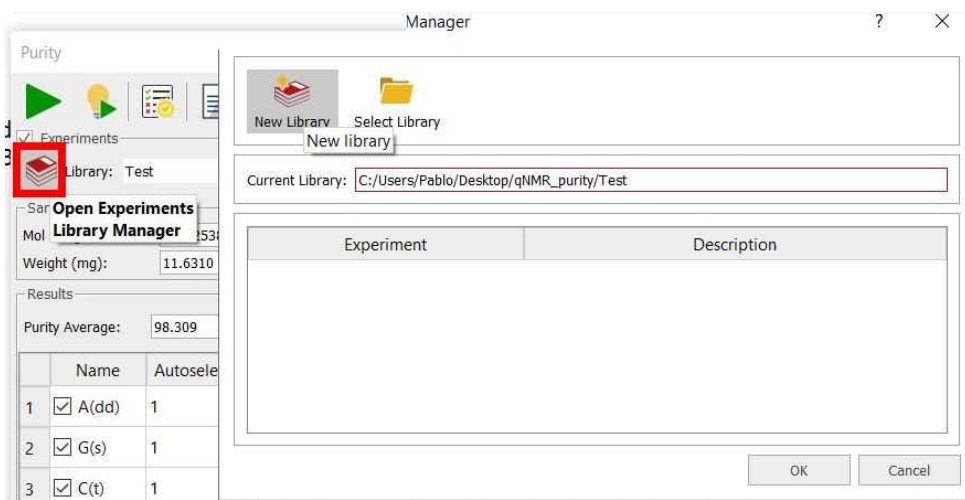 Manager
?
Purity
New Library
Select Library
New library
Experiments
Library: Test
Current Library: C:/Users/Pablo/Desktop/qNMR_purity/Test
Open Experiments
Library Manager
Mol
Weight (mg): 11.6310
Experiment
Description
Results
Purity Average: 98.309
Name
Autosele
1 A(dd) 1
2 G(s) 1
3 C(t) 1
OK
Cancel